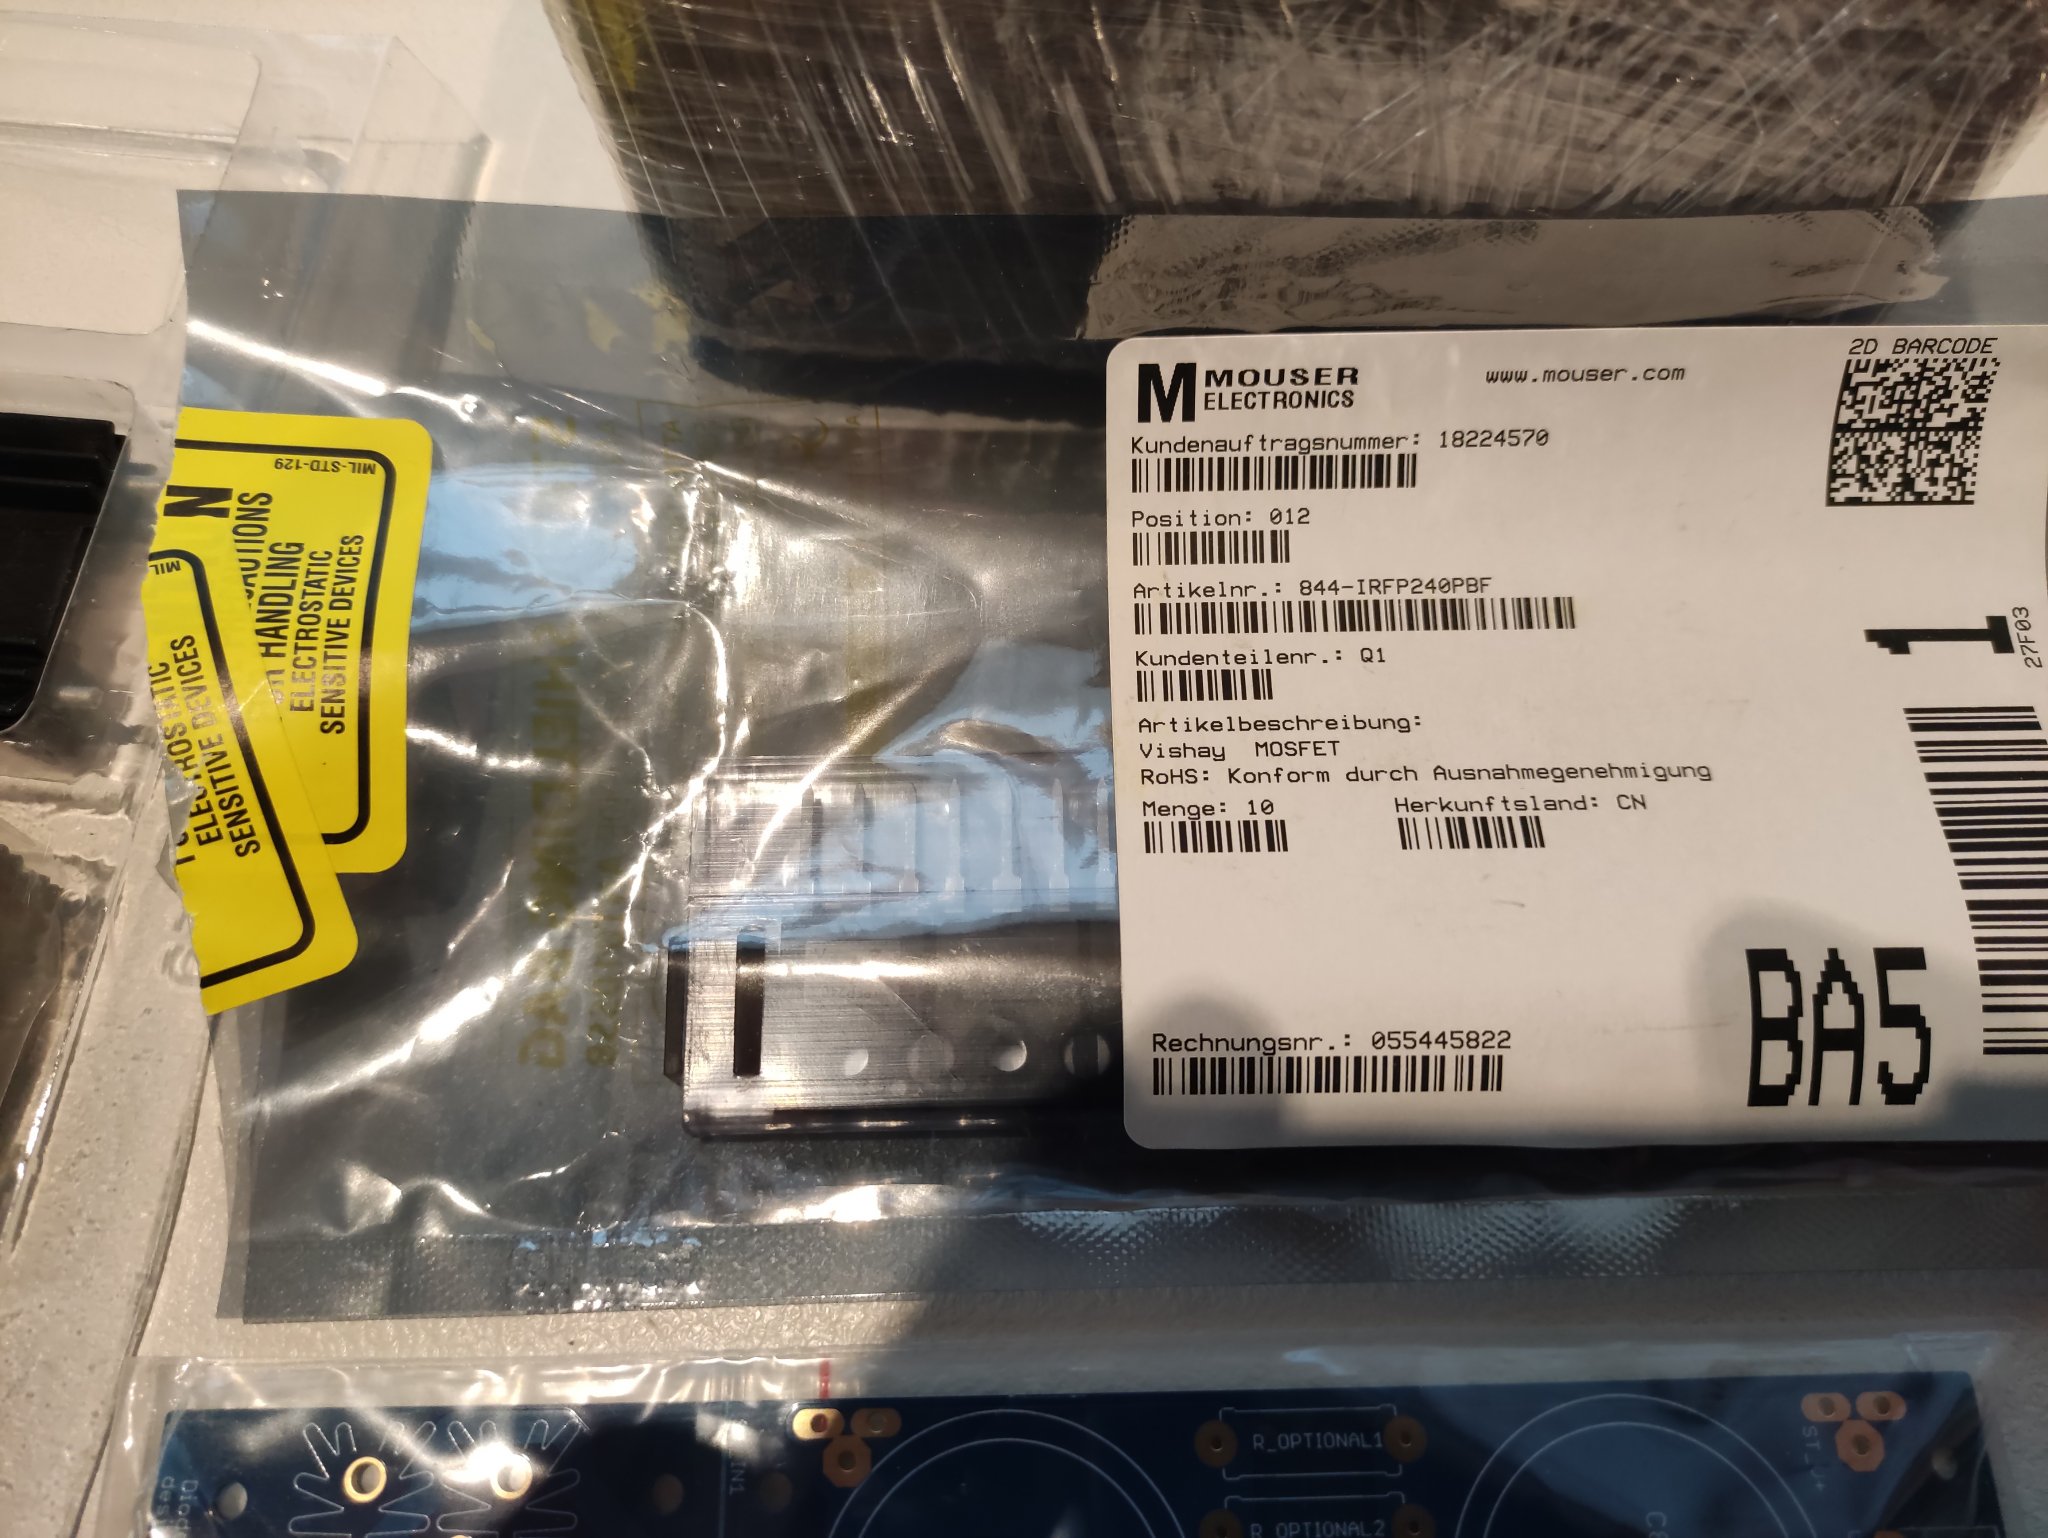 MOUSER
ELECTRONICS
www.mouser.com
2D BARCODE
Kundenauftragsnummer: 18224570
Position: 012
Artikelnr.: 844-IRFP240PBF
Kundenteilenr.: Q1
Artikelbeschreibung:
Vishay MOSFET
RoHS: Konform durch Ausnahmegenehmigung
Menge: 10
Herkunftsland: CN
Rechnungsnr.: 055445822
1
27F03
BA5
MIL-STD-129
N
HANDLING
ELECTROSTATIC
SENSITIVE DEVICES
MIL
ELECTROSTATIC
SENSITIVE DEVICES
R_OPTIONAL1
R_OPTIONAL2